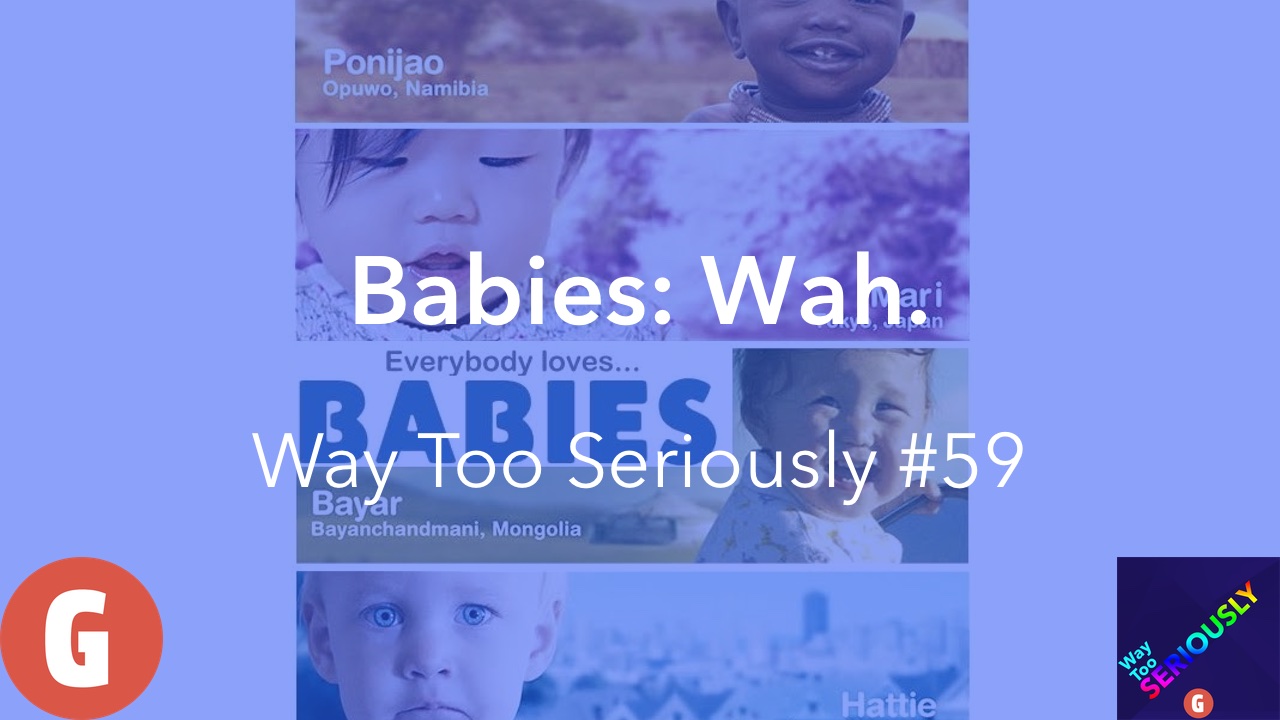 Ponijao
Opuwo, Namibia
Babies: Wah.
Mari
Tokyo, Japan
Everybody loves...
BABIES
Way Too Seriously #59
Bayar
Bayanchandmani, Mongolia
Hattie
G
Way
Too
SERIOUSLY
G